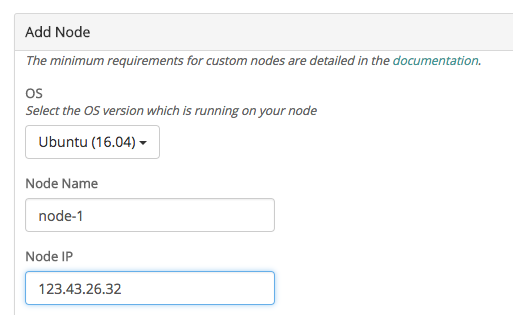 Add Node
The minimum requirements for custom nodes are detailed in the documentation.
OS
Select the OS version which is running on your node
Ubuntu (16.04)
Node Name
node-1
Node IP
123.43.26.32